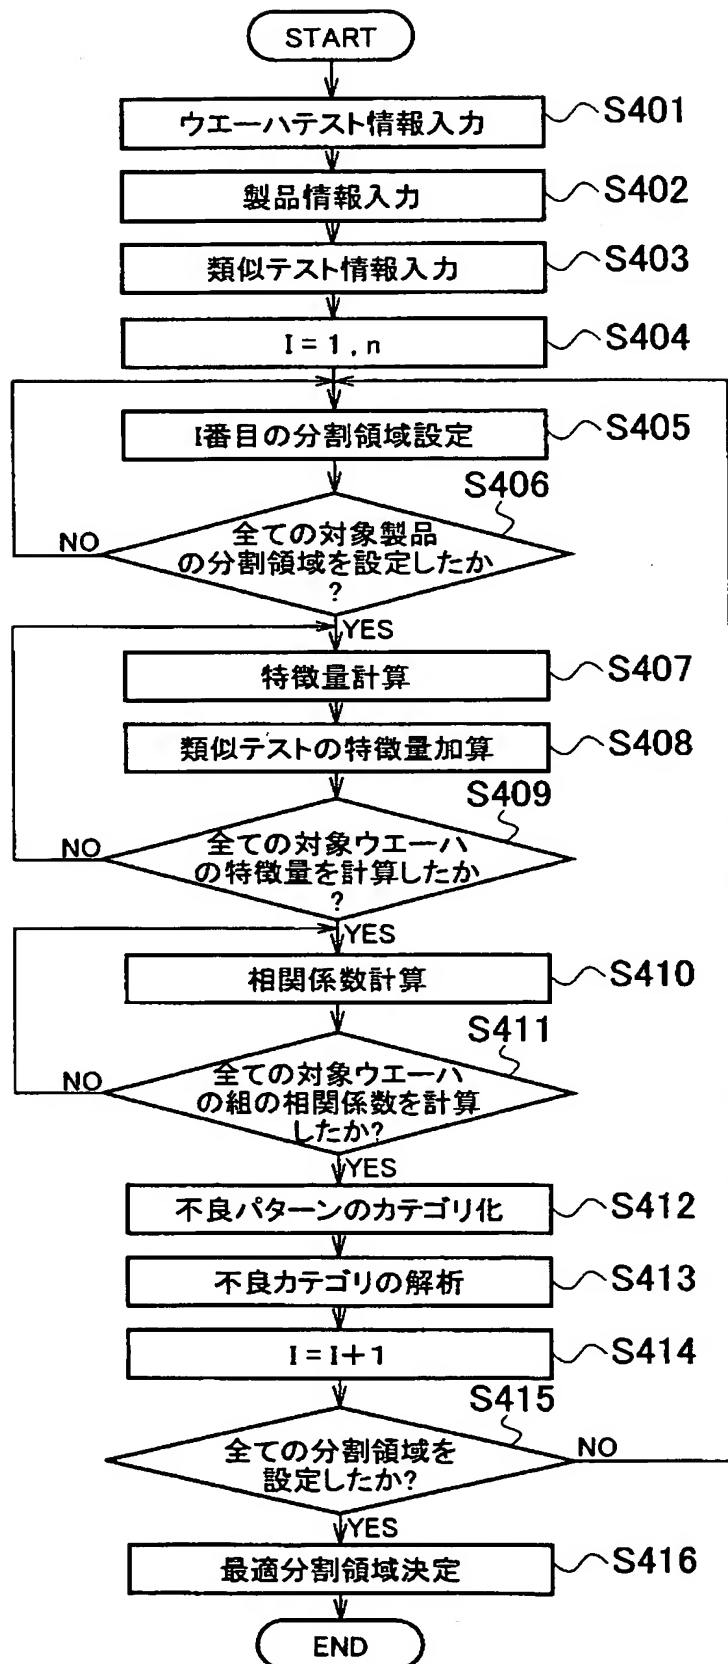 START
ウエーハテスト情報入力
S401
製品情報入力
S402
類似テスト情報入力
S403
I = 1 , n
S404
I番目の分割領域設定
S405
S406
全ての対象製品
の分割領域を設定したか
?
NO
YES
特徴量計算
S407
類似テストの特徴量加算
S408
S409
全ての対象ウエーハ
の特徴量を計算したか
?
NO
YES
相関係数計算
S410
S411
全ての対象ウエーハ
の組の相関係数を計算
したか?
NO
YES
不良パターンのカテゴリ化
S412
不良カテゴリの解析
S413
I = I + 1
S414
S415
全ての分割領域を
設定したか?
NO
YES
最適分割領域決定
S416
END